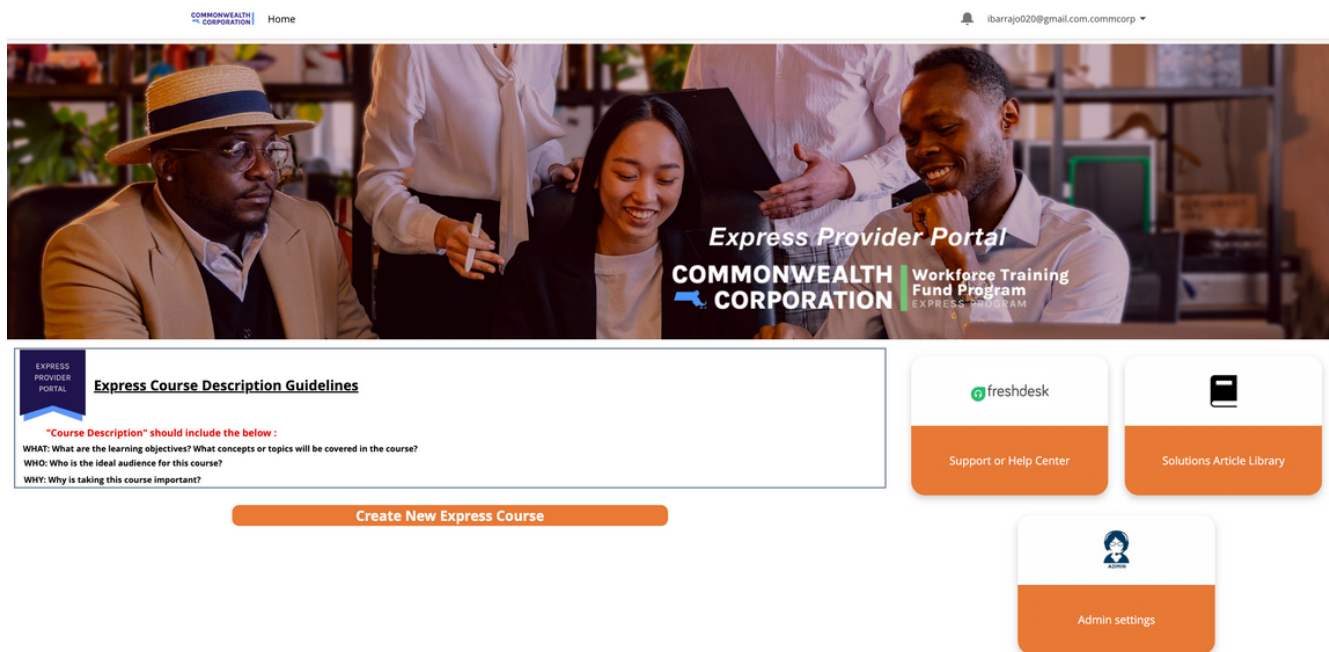 COMMONWEALTH
CORPORATION
Home
ibarrajo020@gmail.com.commcorp
Express Provider Portal
COMMONWEALTH
CORPORATION
Workforce Training
Fund Program
EXPRESS PROGRAM
EXPRESS
PROVIDER
PORTAL
Express Course Description Guidelines
"Course Description" should include the below :
WHAT: What are the learning objectives? What concepts or topics will be covered in the course?
WHO: Who is the ideal audience for this course?
WHY: Why is taking this course important?
Create New Express Course
freshdesk
Support or Help Center
Solutions Article Library
ADMIN
Admin settings